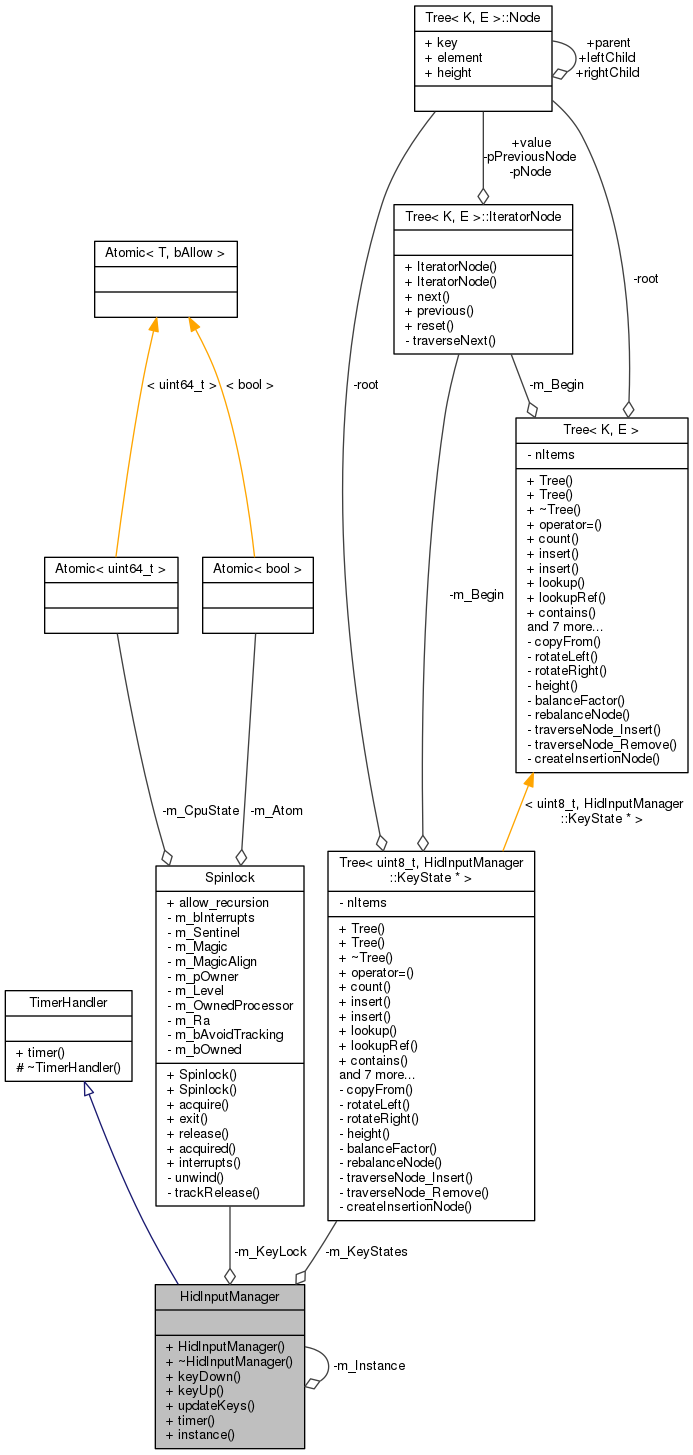 Tree< K, E >::Node
+ key
+ element
+ height
+parent
+leftChild
+rightChild
+value
-pPreviousNode
-pNode
Tree< K, E >::IteratorNode
+ IteratorNode()
+ IteratorNode()
+ next()
+ previous()
+ reset()
- traverseNext()
Atomic< T, bAllow >
-root
< uint64_t >
< bool >
-root
-m_Begin
Tree< K, E >
- nItems
+ Tree()
+ Tree()
+ ~Tree()
+ operator=()
+ count()
+ insert()
+ insert()
+ lookup()
+ lookupRef()
+ contains()
and 7 more...
- copyFrom()
- rotateLeft()
- rotateRight()
- height()
- balanceFactor()
- rebalanceNode()
- traverseNode_Insert()
- traverseNode_Remove()
- createInsertionNode()
Atomic< uint64_t >
Atomic< bool >
-m_Begin
-m_CpuState
-m_Atom
< uint8_t, HidInputManager
::KeyState * >
Spinlock
+ allow_recursion
- m_bInterrupts
- m_Sentinel
- m_Magic
- m_MagicAlign
- m_pOwner
- m_Level
- m_OwnedProcessor
- m_Ra
- m_bAvoidTracking
- m_bOwned
+ Spinlock()
+ Spinlock()
+ acquire()
+ exit()
+ release()
+ acquired()
+ interrupts()
- unwind()
- trackRelease()
Tree< uint8_t, HidInputManager
::KeyState * >
- nItems
+ Tree()
+ Tree()
+ ~Tree()
+ operator=()
+ count()
+ insert()
+ insert()
+ lookup()
+ lookupRef()
+ contains()
and 7 more...
- copyFrom()
- rotateLeft()
- rotateRight()
- height()
- balanceFactor()
- rebalanceNode()
- traverseNode_Insert()
- traverseNode_Remove()
- createInsertionNode()
TimerHandler
+ timer()
# ~TimerHandler()
-m_KeyLock
-m_KeyStates
HidInputManager
+ HidInputManager()
+ ~HidInputManager()
+ keyDown()
+ keyUp()
+ updateKeys()
+ timer()
+ instance()
-m_Instance